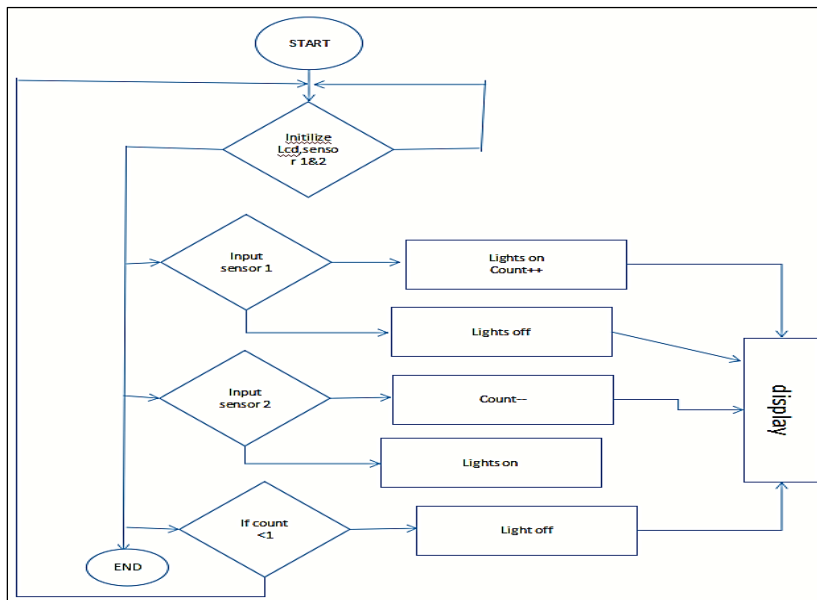 START
Initilize
Lcd,senso
r 1&2
Input
sensor 1
Lights on
Count++
Lights off
Input
sensor 2
Count--
display
Lights on
If count
<1
Light off
END